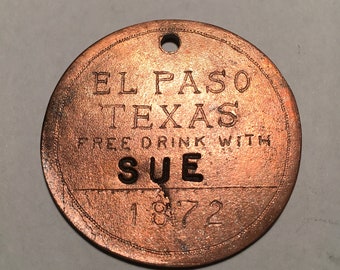 EL PASO
TEXAS
FREE DRINK WITH
SUE
1872